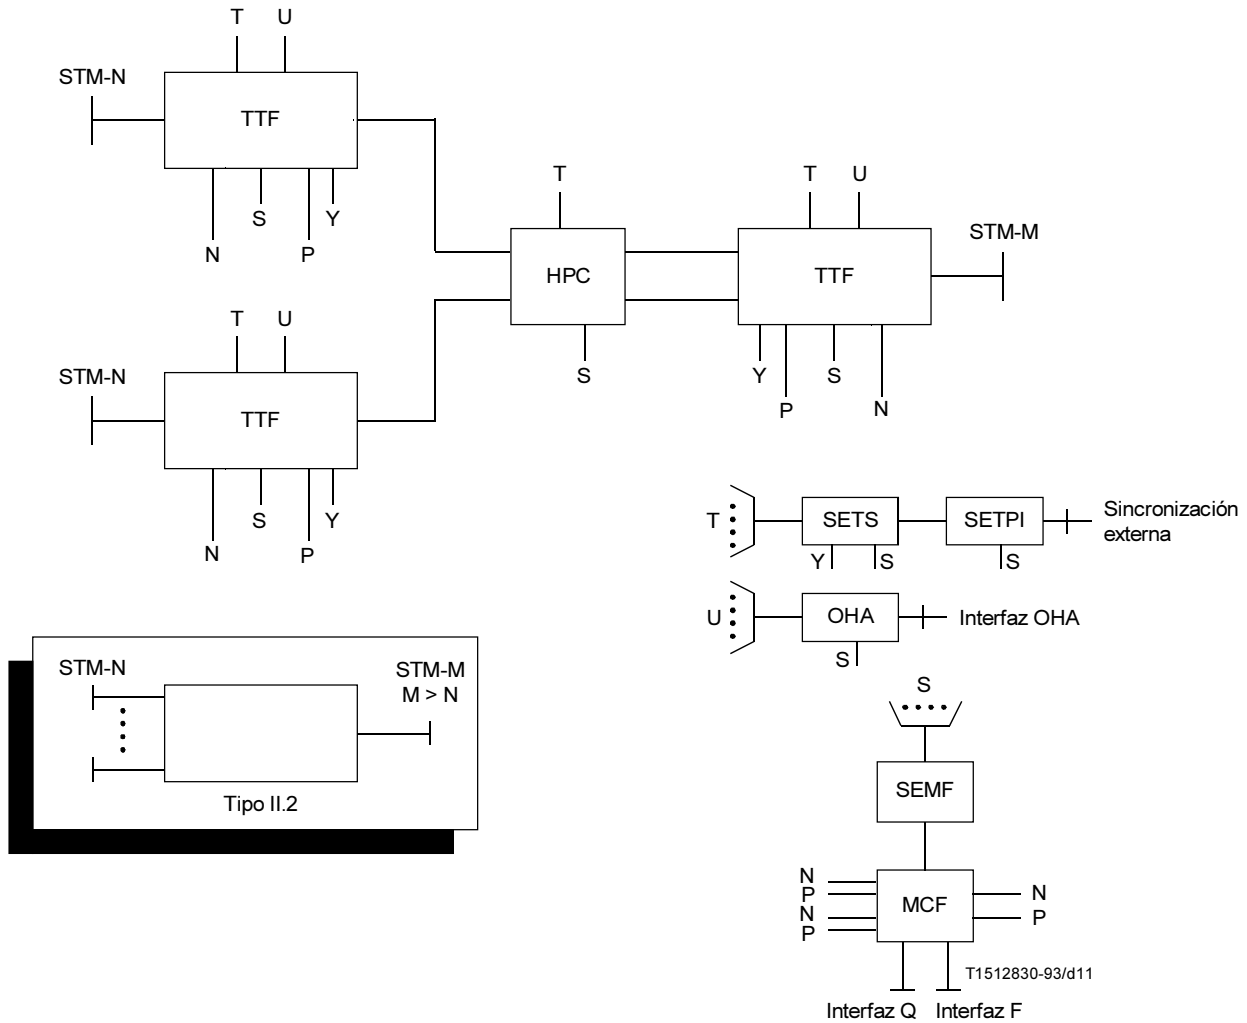 T U
STM-N
TTF
N S P Y
T
T U
STM-M
HPC
TTF
S
Y P S N
T U
STM-N
TTF
N S P Y
T
SETS
SETPI
Sincronización
externa
Y S
S
U
OHA
Interfaz OHA
S
STM-N
STM-M
M > N
Tipo II.2
S
SEMF
N
P
N
P
MCF
N
P
T1512830-93/d11
Interfaz Q Interfaz F